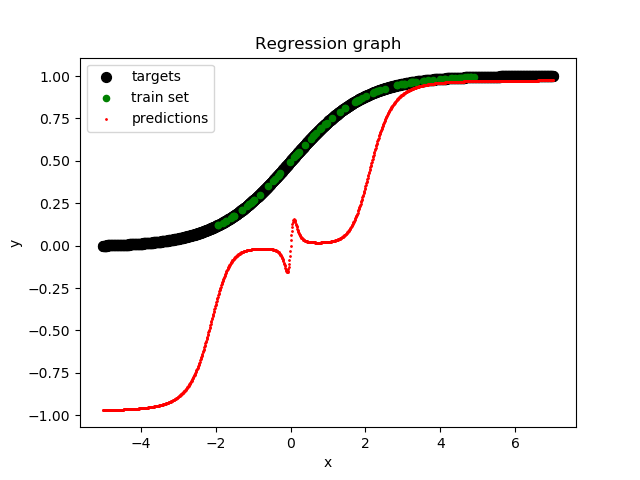 Regression graph
targets
train set
predictions
1.00
0.75
0.50
0.25
0.00
−0.25
−0.50
−0.75
−1.00
y
−4 −2 0 2 4 6
x